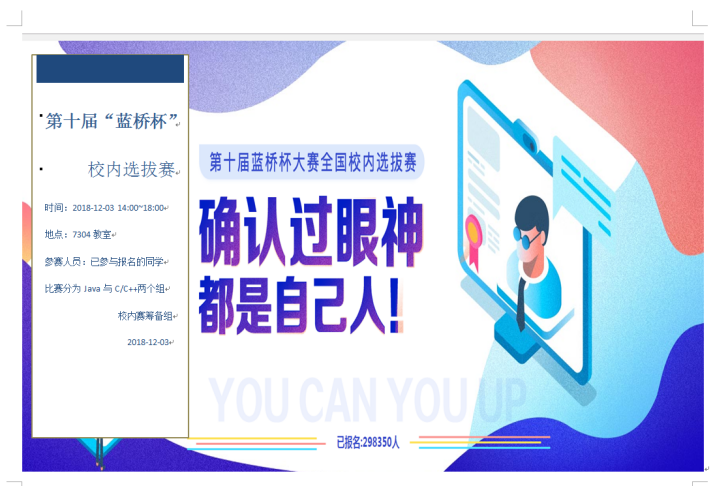 第十届“蓝桥杯”
校内选拔赛
时间：2018-12-03 14:00~18:00
地点：7304 教室
参赛人员：已参与报名的同学
比赛分为 Java 与 C/C++两个组
校内赛筹备组
2018-12-03
第十届蓝桥杯大赛全国校内选拔赛
确认过眼神
都是自己人!
YOU CAN YOU UP
已报名:298350人